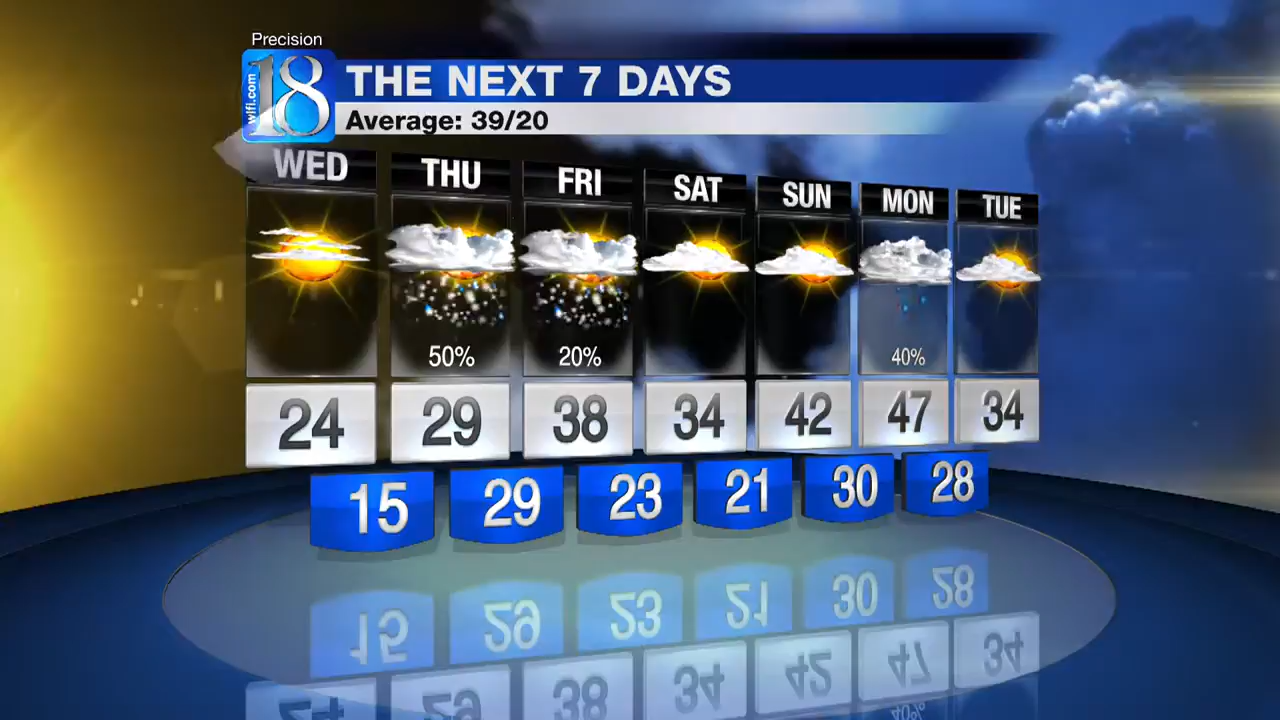 Precision
wlfi.com
18
THE NEXT 7 DAYS
Average: 39/20
WED THU FRI SAT SUN MON TUE
50% 20% 40%
24 29 38 34 42 47 34
15 29 23 21 30 28